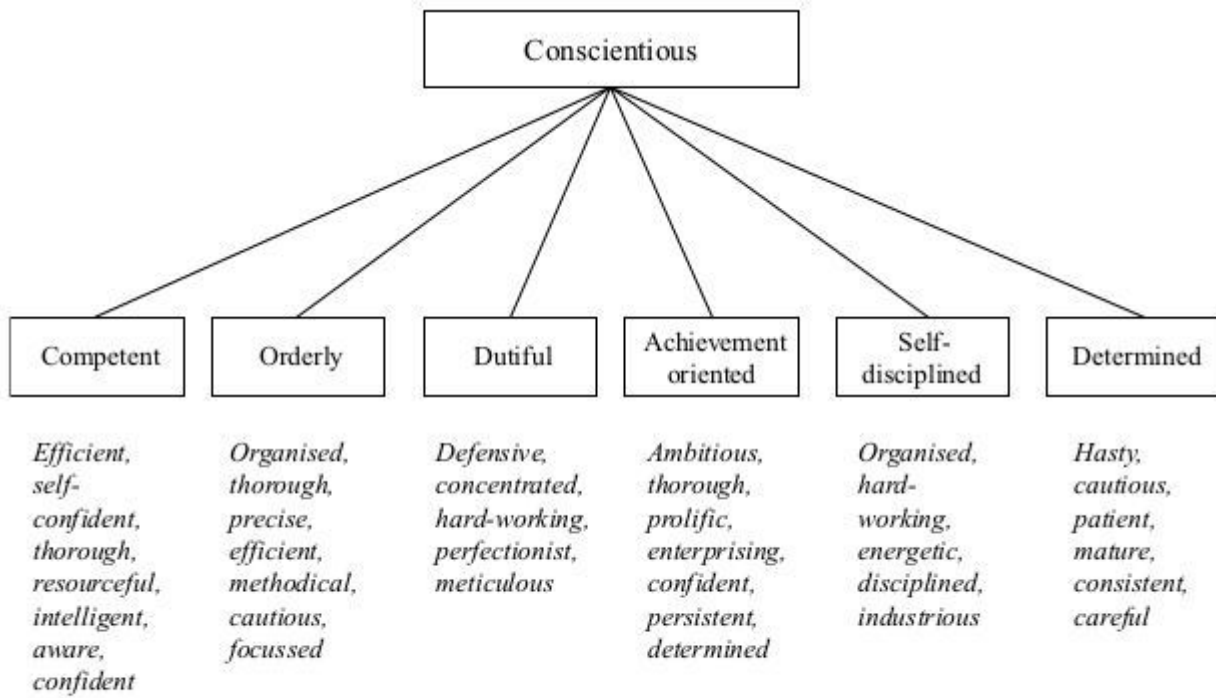 Conscientious
Competent
Orderly
Dutiful
Achievement
oriented
Self-
disciplined
Determined
Efficient,
self-
confident,
thorough,
resourceful,
intelligent,
aware,
confident
Organised,
thorough,
precise,
efficient,
methodical,
cautious,
focussed
Defensive,
concentrated,
hard-working,
perfectionist,
meticulous
Ambitious,
thorough,
prolific,
enterprising,
confident,
persistent,
determined
Organised,
hard-
working,
energetic,
disciplined,
industrious
Hasty,
cautious,
patient,
mature,
consistent,
careful